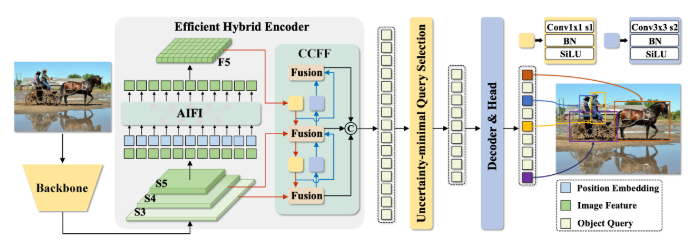 Efficient Hybrid Encoder
F5
CCFF
Fusion
AIFI
Fusion
S5
S4
S3
Fusion
Backbone
C
Uncertainty-minimal Query Selection
Decoder & Head
Conv1x1 s1
BN
SiLU
Conv3x3 s2
BN
SiLU
Position Embedding
Image Feature
Object Query